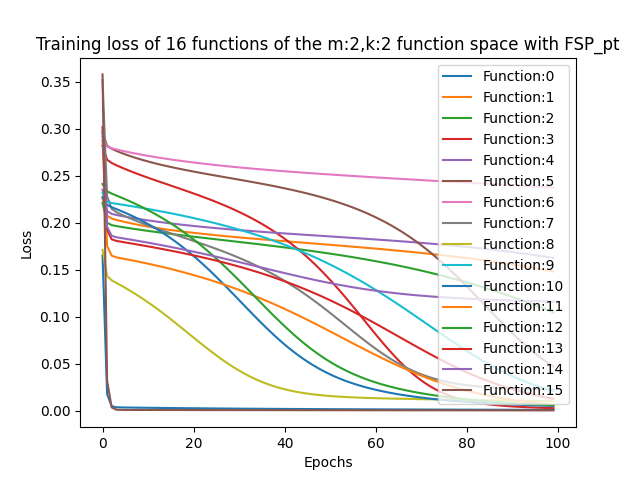 Training loss of 16 functions of the m:2,k:2 function space with FSP_pt
0.35
0.30
0.25
0.20
0.15
0.10
0.05
0.00
Loss
0 20 40 60 80 100
Epochs
Function:0
Function:1
Function:2
Function:3
Function:4
Function:5
Function:6
Function:7
Function:8
Function:9
Function:10
Function:11
Function:12
Function:13
Function:14
Function:15